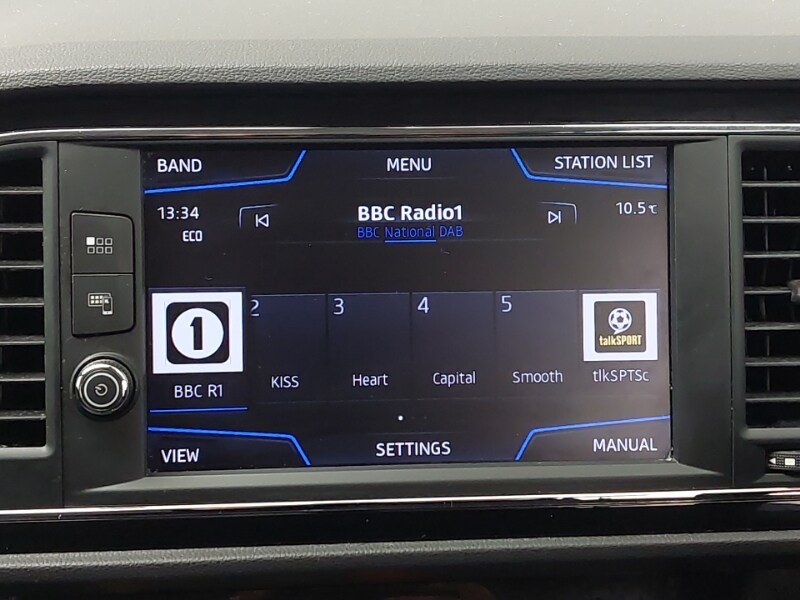 BAND
MENU
STATION LIST
13:34
ECO
BBC Radio1
BBC National DAB
10.5℃
1
2
3
4
5
talkSPORT
BBC R1
KISS
Heart
Capital
Smooth
tlkSPTSc
VIEW
SETTINGS
MANUAL